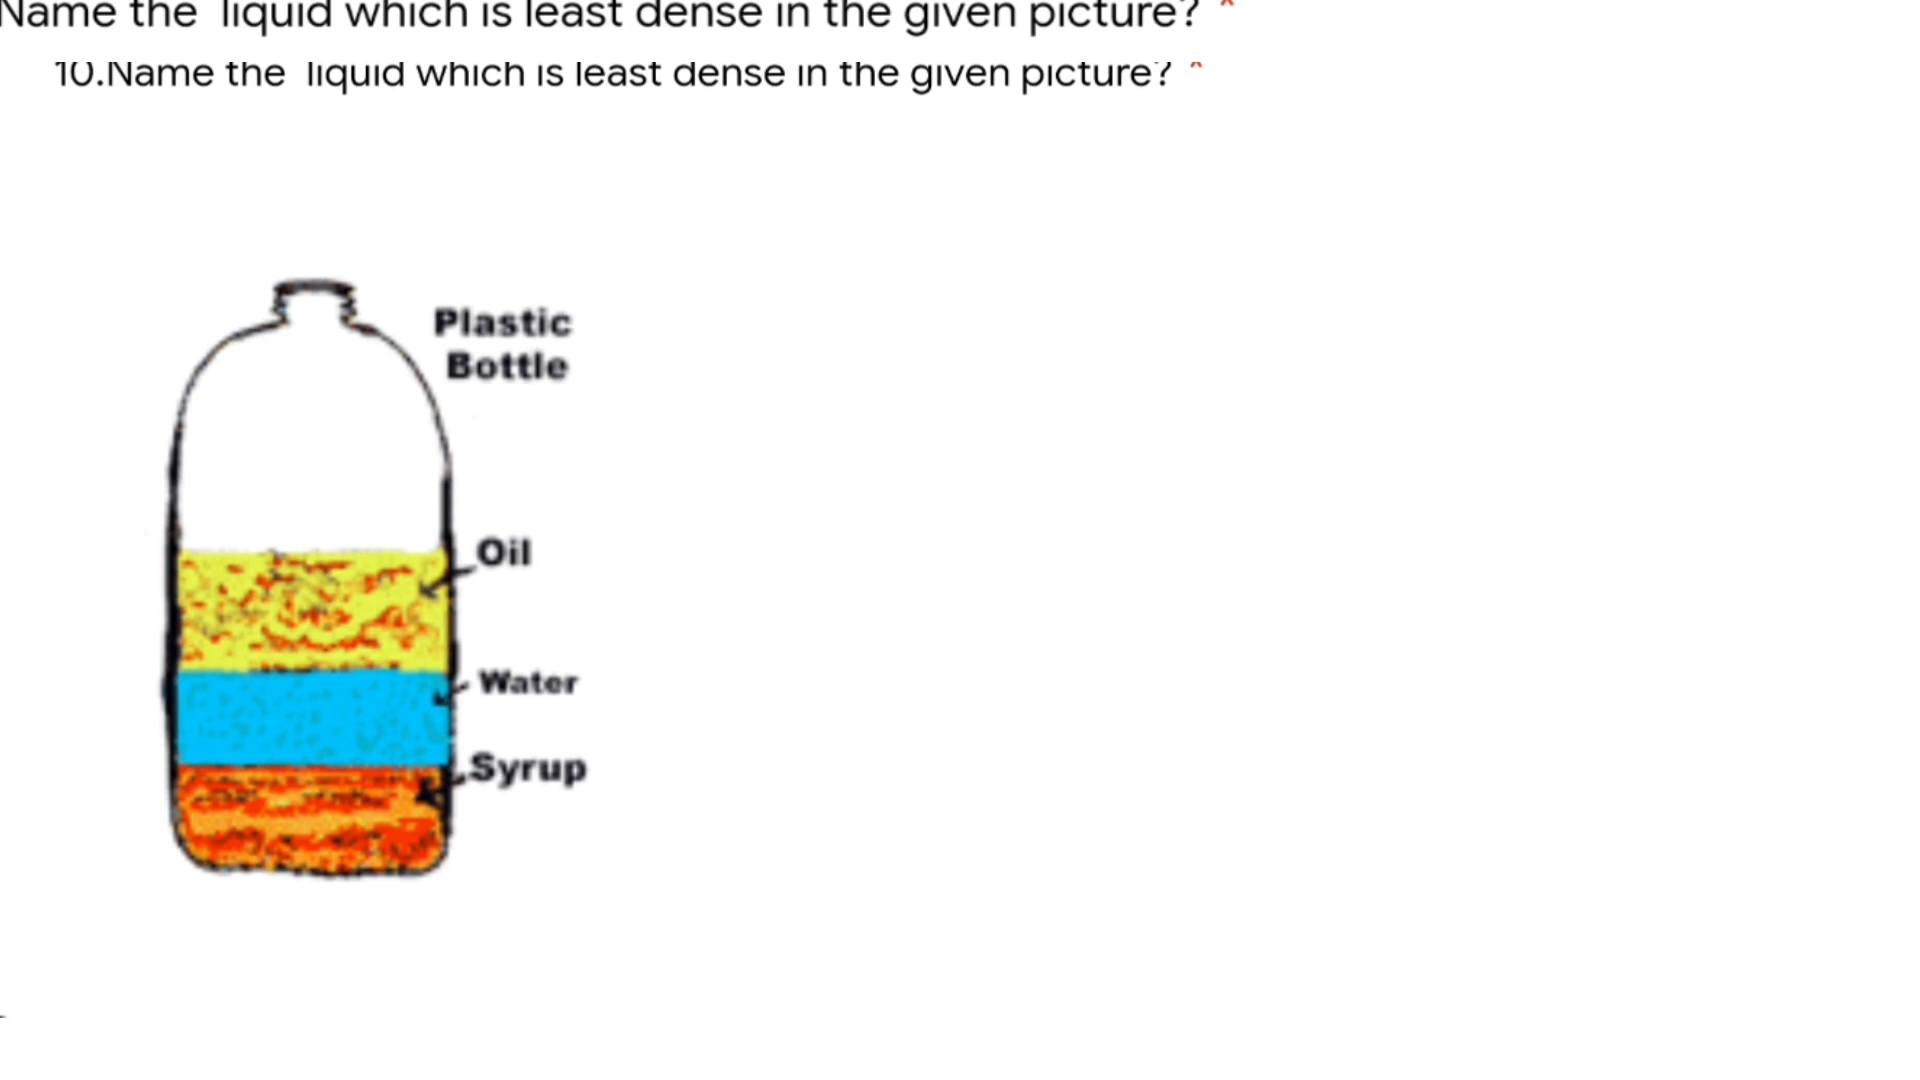 Name the liquid which is least dense in the given picture? *
10.Name the liquid which is least dense in the given picture? *
Plastic
Bottle
Oil
Water
Syrup